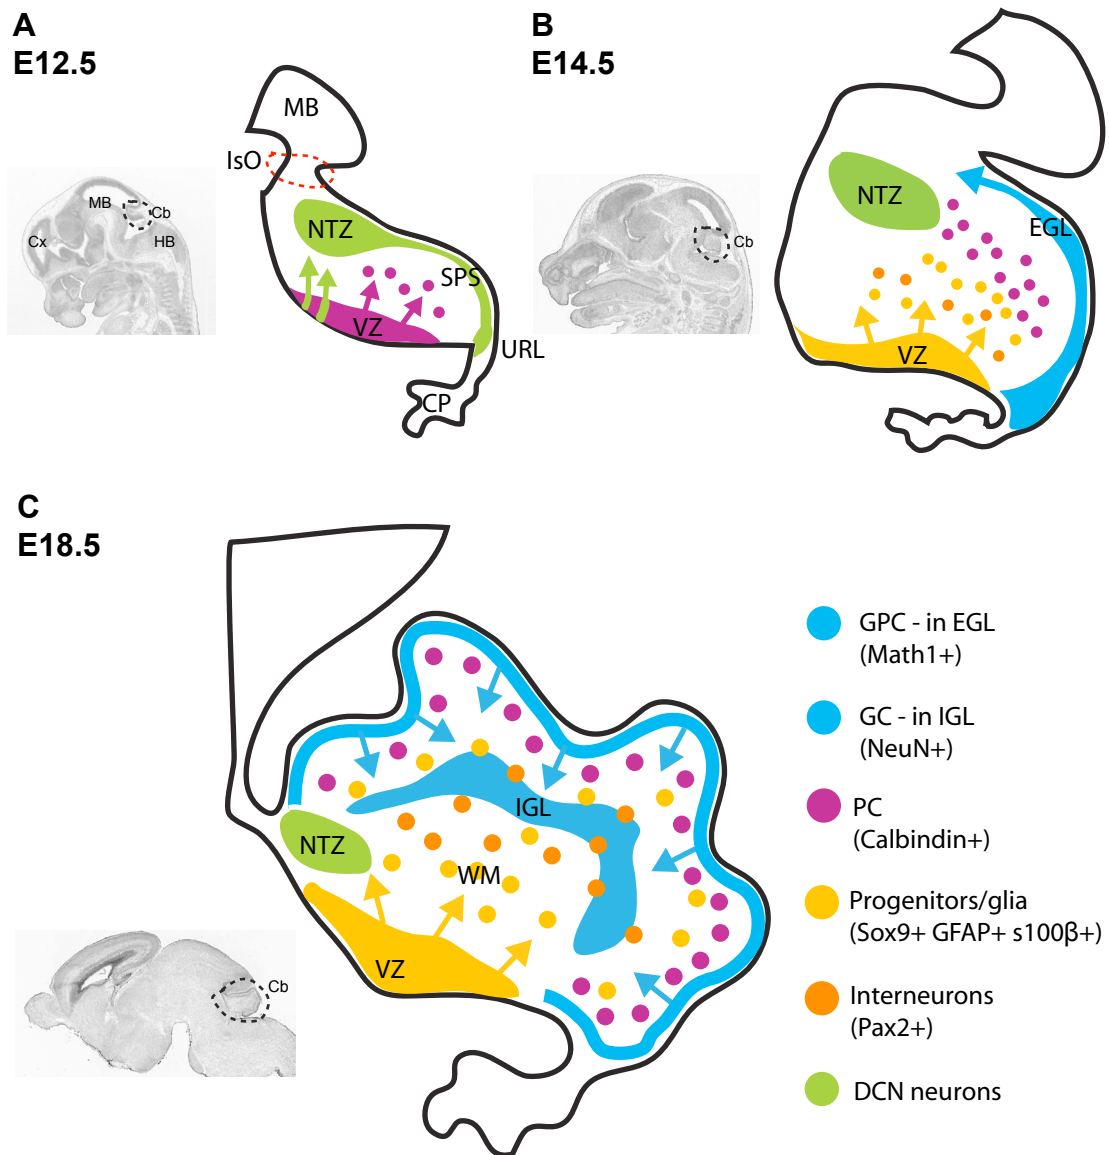 A
E12.5
MB
IsO
NTZ
SPS
VZ
URL
CP
MB
Cb
Cx
HB
B
E14.5
NTZ
EGL
VZ
Cb
C
E18.5
IGL
NTZ
WM
VZ
Cb
GPC - in EGL
(Math1+)
GC - in IGL
(NeuN+)
PC
(Calbindin+)
Progenitors/glia
(Sox9+ GFAP+ s100β+)
Interneurons
(Pax2+)
DCN neurons